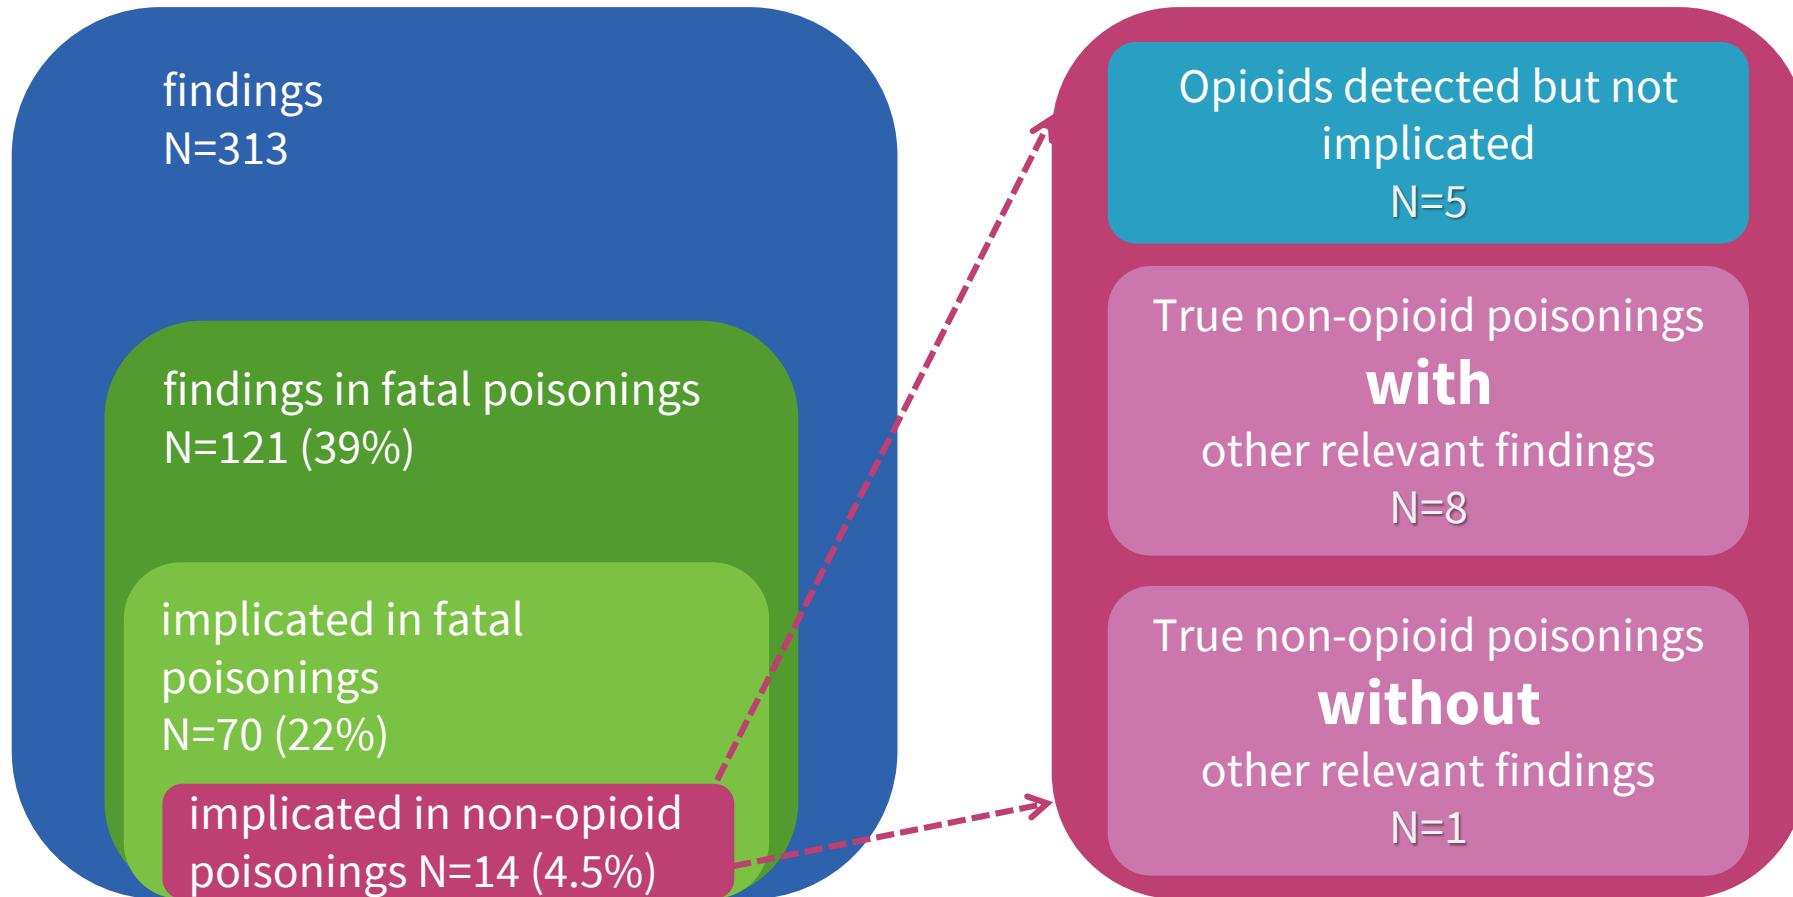 findings
N=313
findings in fatal poisonings
N=121 (39%)
implicated in fatal
poisonings
N=70 (22%)
implicated in non-opioid
poisonings N=14 (4.5%)
Opioids detected but not
implicated
N=5
True non-opioid poisonings
with
other relevant findings
N=8
True non-opioid poisonings
without
other relevant findings
N=1